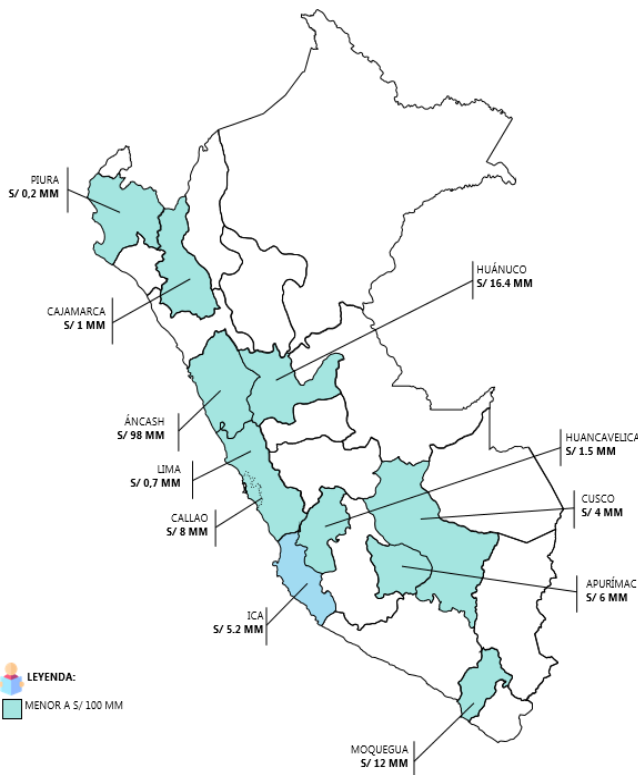 PIURA
S/ 0,2 MM
CAJAMARCA
S/ 1 MM
HUÁNUCO
S/ 16.4 MM
ÁNCASH
S/ 98 MM
LIMA
S/ 0,7 MM
CALLAO
S/ 8 MM
HUANCAVELICA
S/ 1.5 MM
CUSCO
S/ 4 MM
APURÍMAC
S/ 6 MM
ICA
S/ 5.2 MM
LEYENDA:
MENOR A S/ 100 MM
MOQUEGUA
S/ 12 MM